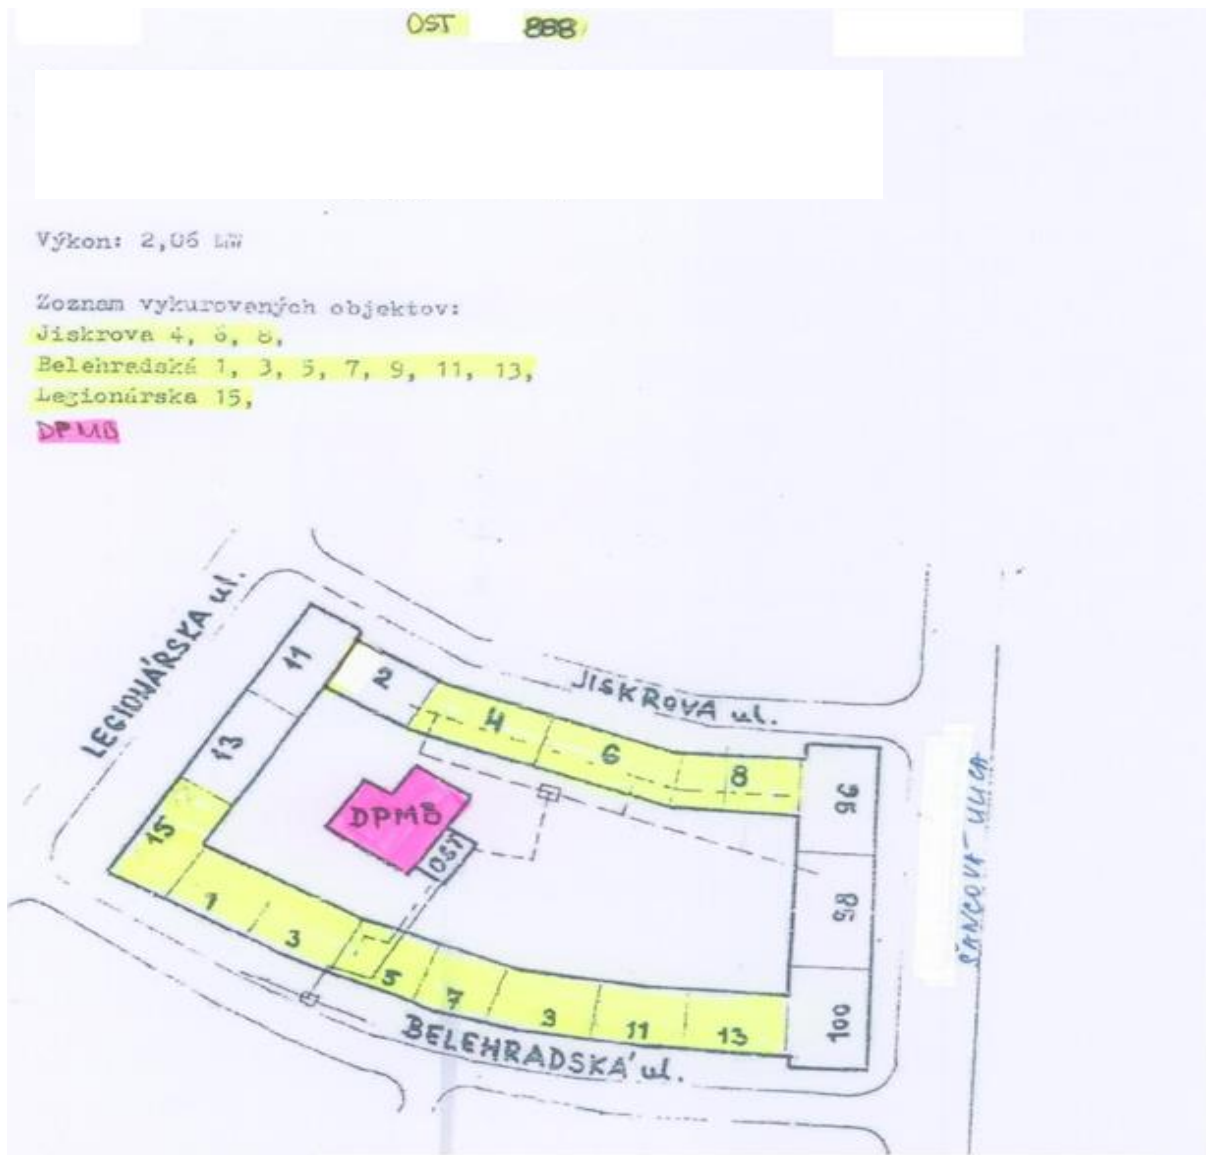 OST 888
Výkon: 2,06 MW
Zoznam vykurovaných objektov:
Jiskrova 4, 6, 8,
Belehradská 1, 3, 5, 7, 9, 11, 13,
Legionárska 15,
DPMB
LEGIONÁRSKA ul.
11
2
JISKROVA ul.
4
13
6
8
96
DPMB
15
OST
ŠANCOVÁ ULICA
1
98
3
5
7
9
11
13
100
BELEHRADSKÁ ul.